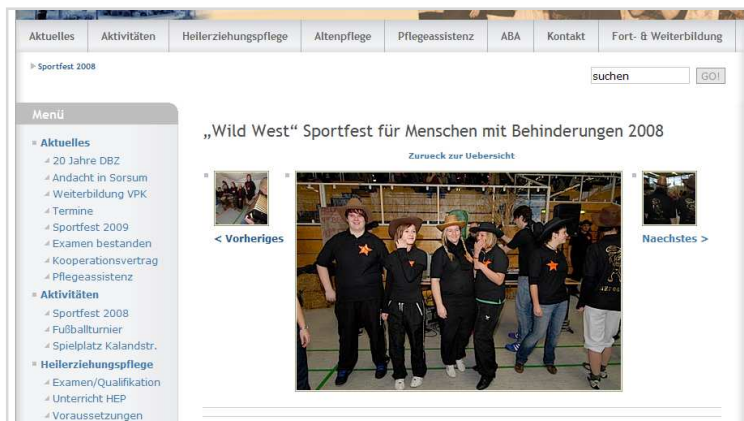 Aktuelles
Aktivitäten
Heilerziehungspflege
Altenpflege
Pflegeassistenz
ABA
Kontakt
Fort- & Weiterbildung
Sportfest 2008
suchen
GO!
Menü
Aktuelles
20 Jahre DBZ
Andacht in Sorsum
Weiterbildung VPK
Termine
Sportfest 2009
Examen bestanden
Kooperationsvertrag
Pflegeassistenz
Aktivitäten
Sportfest 2008
Fußballturnier
Spielplatz Kalandstr.
Heilerziehungspflege
Examen/Qualifikation
Unterricht HEP
Voraussetzungen
„Wild West“ Sportfest für Menschen mit Behinderungen 2008
Zurueck zur Uebersicht
< Vorheriges
Naechstes >